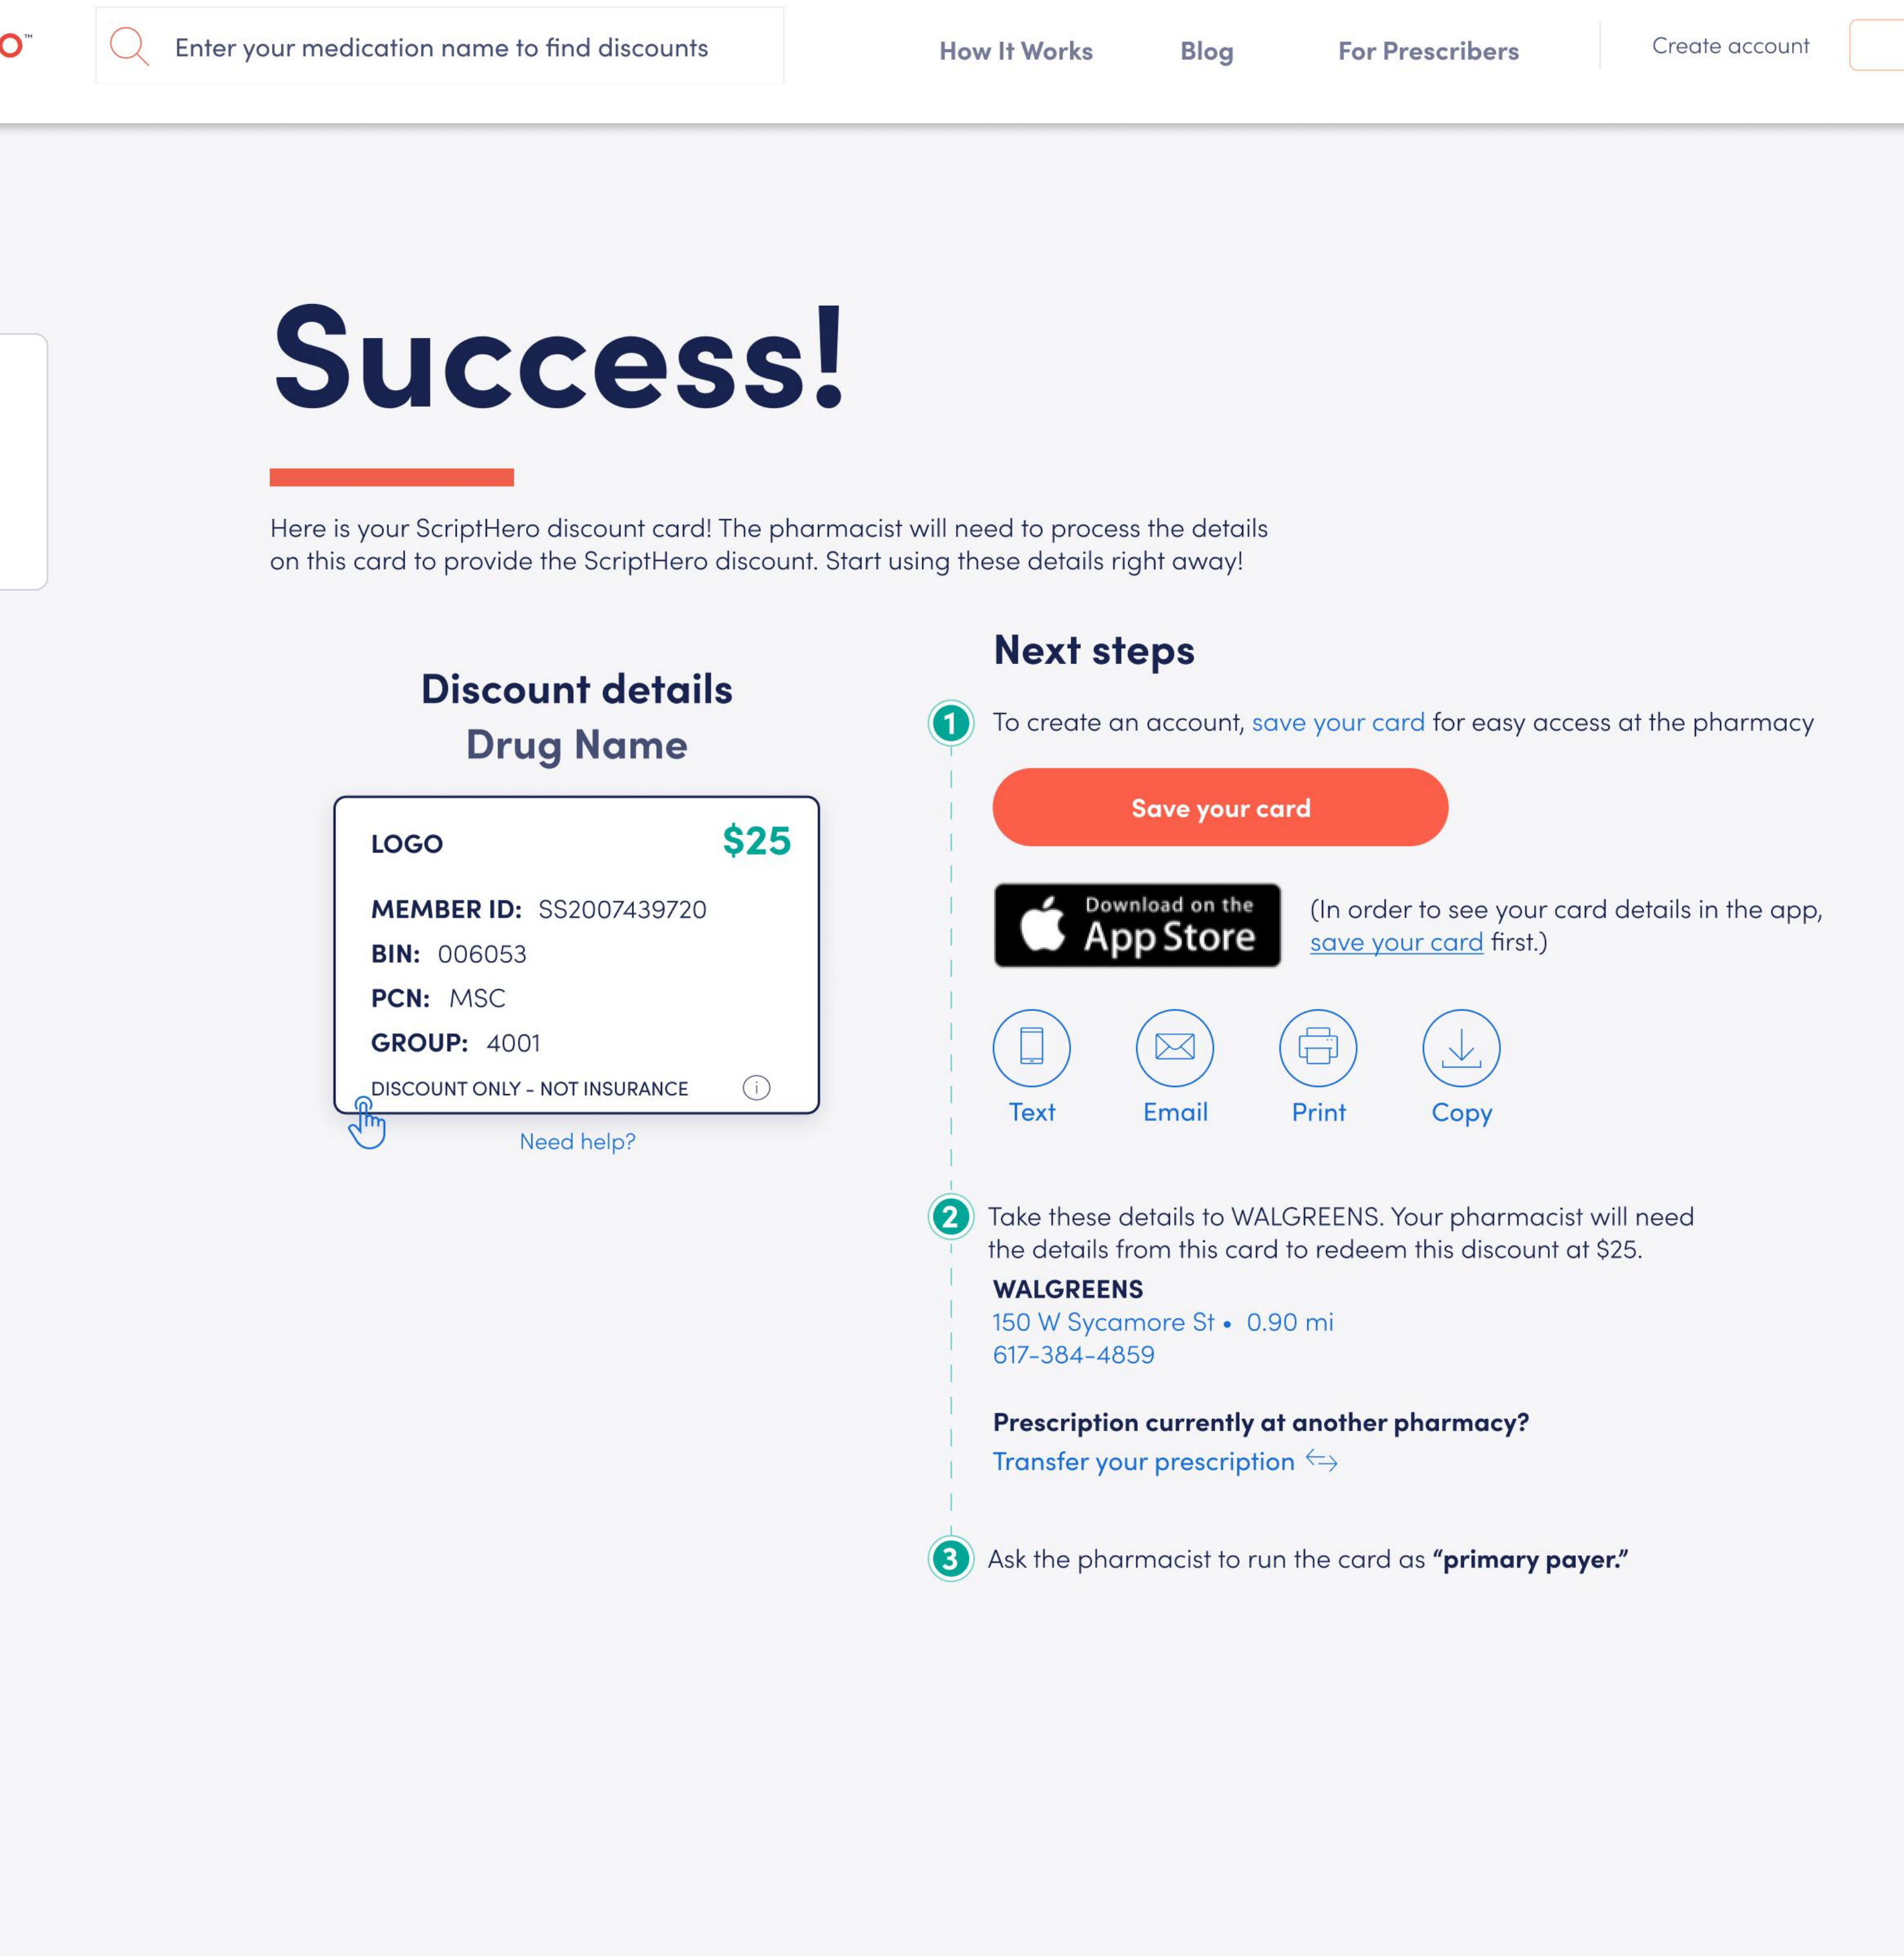 O™
Enter your medication name to find discounts
How It Works
Blog
For Prescribers
Create account
Success!
Here is your ScriptHero discount card! The pharmacist will need to process the details
on this card to provide the ScriptHero discount. Start using these details right away!
Discount details
Drug Name
LOGO
$25
MEMBER ID: SS2007439720
BIN: 006053
PCN: MSC
GROUP: 4001
DISCOUNT ONLY - NOT INSURANCE
i
Need help?
Next steps
1
To create an account, save your card for easy access at the pharmacy
Save your card
Download on the
App Store
(In order to see your card details in the app,
save your card first.)
Text
Email
Print
Copy
2
Take these details to WALGREENS. Your pharmacist will need
the details from this card to redeem this discount at $25.
WALGREENS
150 W Sycamore St • 0.90 mi
617-384-4859
Prescription currently at another pharmacy?
Transfer your prescription
3
Ask the pharmacist to run the card as “primary payer.”